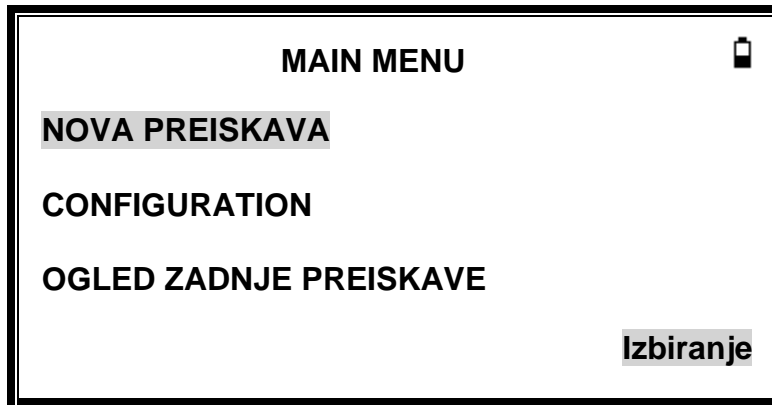 MAIN MENU
NOVA PREISKAVA
CONFIGURATION
OGLED ZADNJE PREISKAVE
Izbiranje